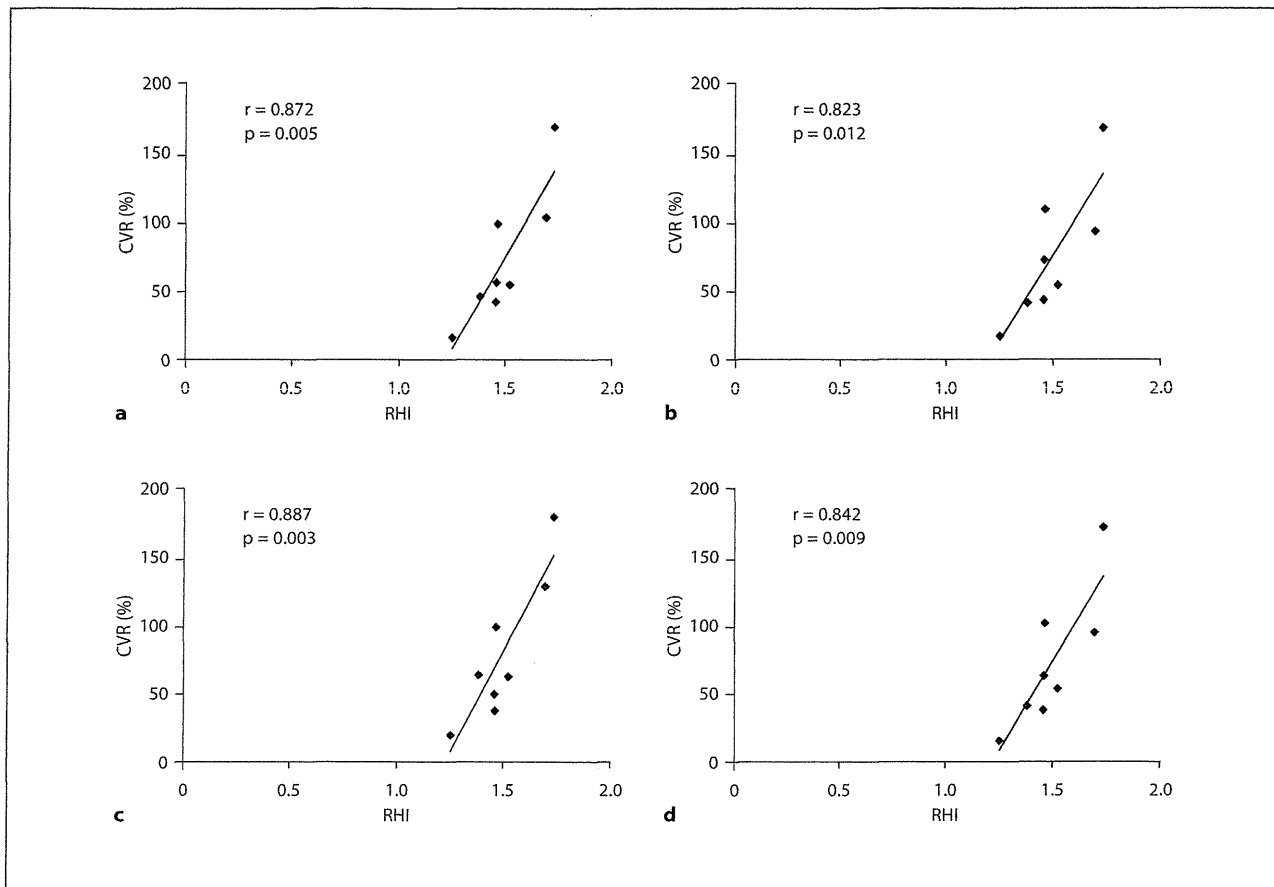 200
150
100
50
0
CVR (%)
r = 0.872
p = 0.005
0 0.5 1.0 1.5 2.0
RHI
a
200
150
100
50
0
CVR (%)
r = 0.823
p = 0.012
0 0.5 1.0 1.5 2.0
RHI
b
200
150
100
50
0
CVR (%)
r = 0.887
p = 0.003
0 0.5 1.0 1.5 2.0
RHI
c
200
150
100
50
0
CVR (%)
r = 0.842
p = 0.009
0 0.5 1.0 1.5 2.0
RHI
d